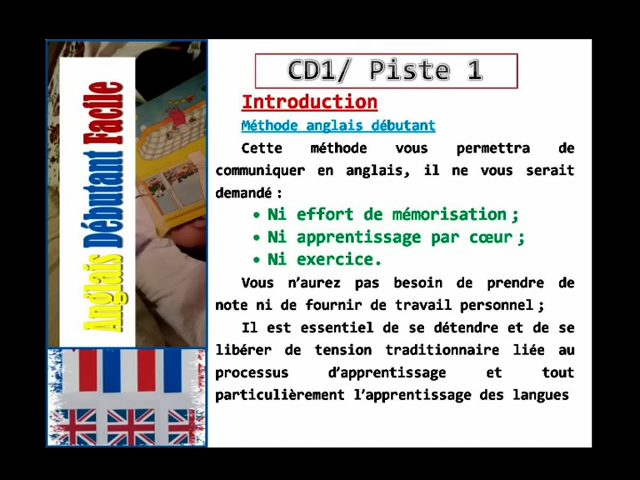 CD1/ Piste 1
Introduction
Méthode anglais débutant
Cette méthode vous permettra de
communiquer en anglais, il ne vous serait
demandé :
• Ni effort de mémorisation ;
• Ni apprentissage par cœur ;
• Ni exercice.
Vous n’aurez pas besoin de prendre de
note ni de fournir de travail personnel ;
Il est essentiel de se détendre et de se
libérer de tension traditionnaire liée au
processus d’apprentissage et tout
particulièrement l’apprentissage des langues
Anglais Débutant Facile